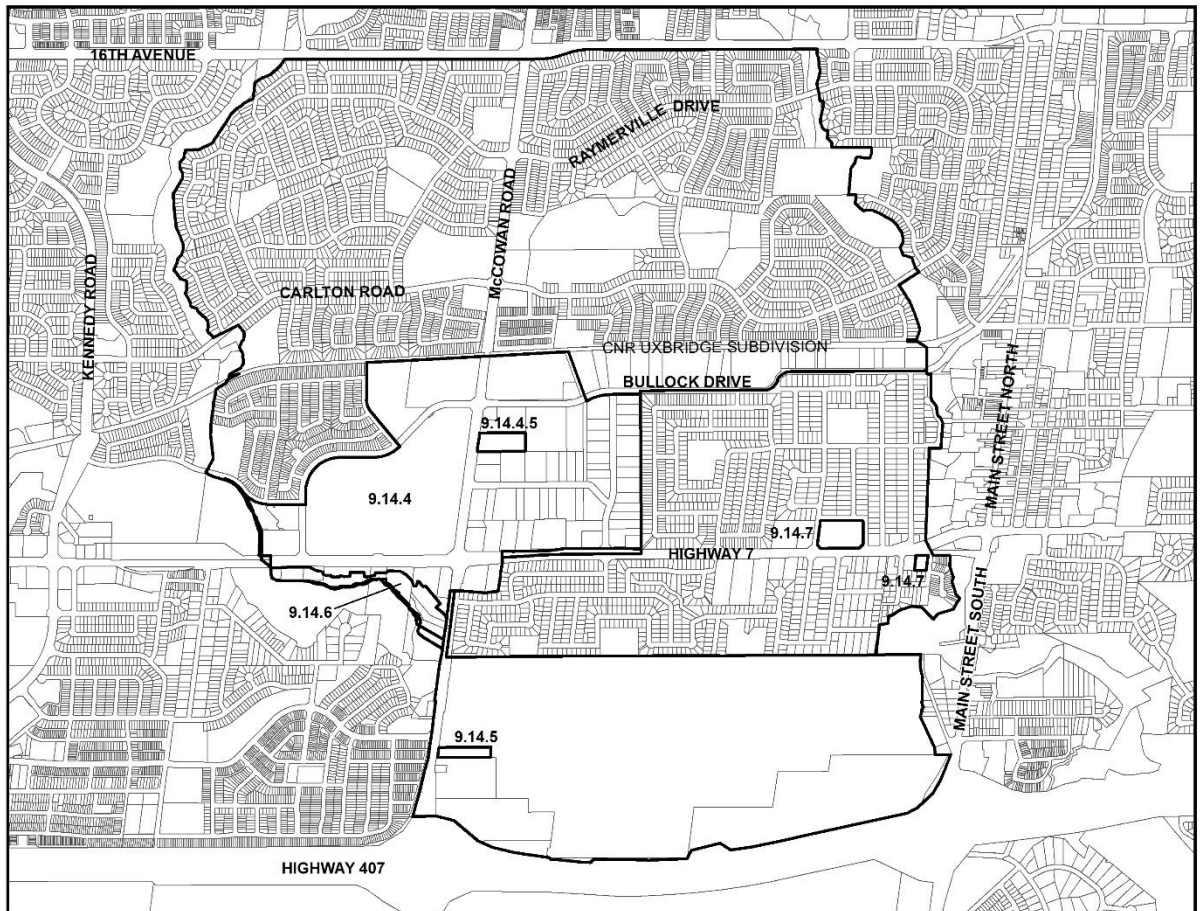 16TH AVENUE
RAYMERVILLE DRIVE
McCOWAN ROAD
KENNEDY ROAD
CARLTON ROAD
CNR UXBRIDGE SUBDIVISION
BULLOCK DRIVE
MAIN STREET NORTH
9.14.4.5
9.14.4
9.14.7
HIGHWAY 7
9.14.7
9.14.6
MAIN STREET SOUTH
9.14.5
HIGHWAY 407